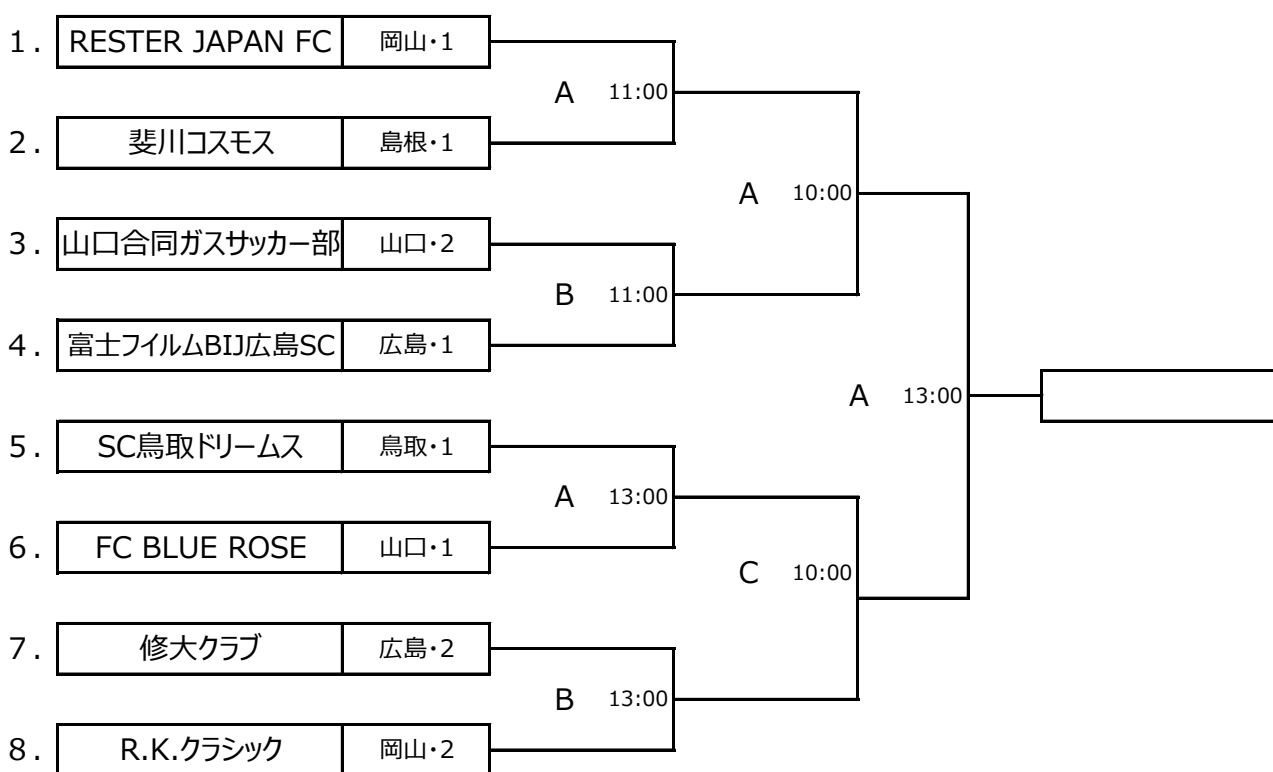 1. RESTER JAPAN FC 岡山・1
A 11:00
2. 斐川コスモス 島根・1
A 10:00
3. 山口合同ガスサッカー部 山口・2
B 11:00
4. 富士フイルムBIJ広島SC 広島・1
A 13:00
5. SC鳥取ドリームス 鳥取・1
A 13:00
6. FC BLUE ROSE 山口・1
C 10:00
7. 修大クラブ 広島・2
B 13:00
8. R.K.クラシック 岡山・2